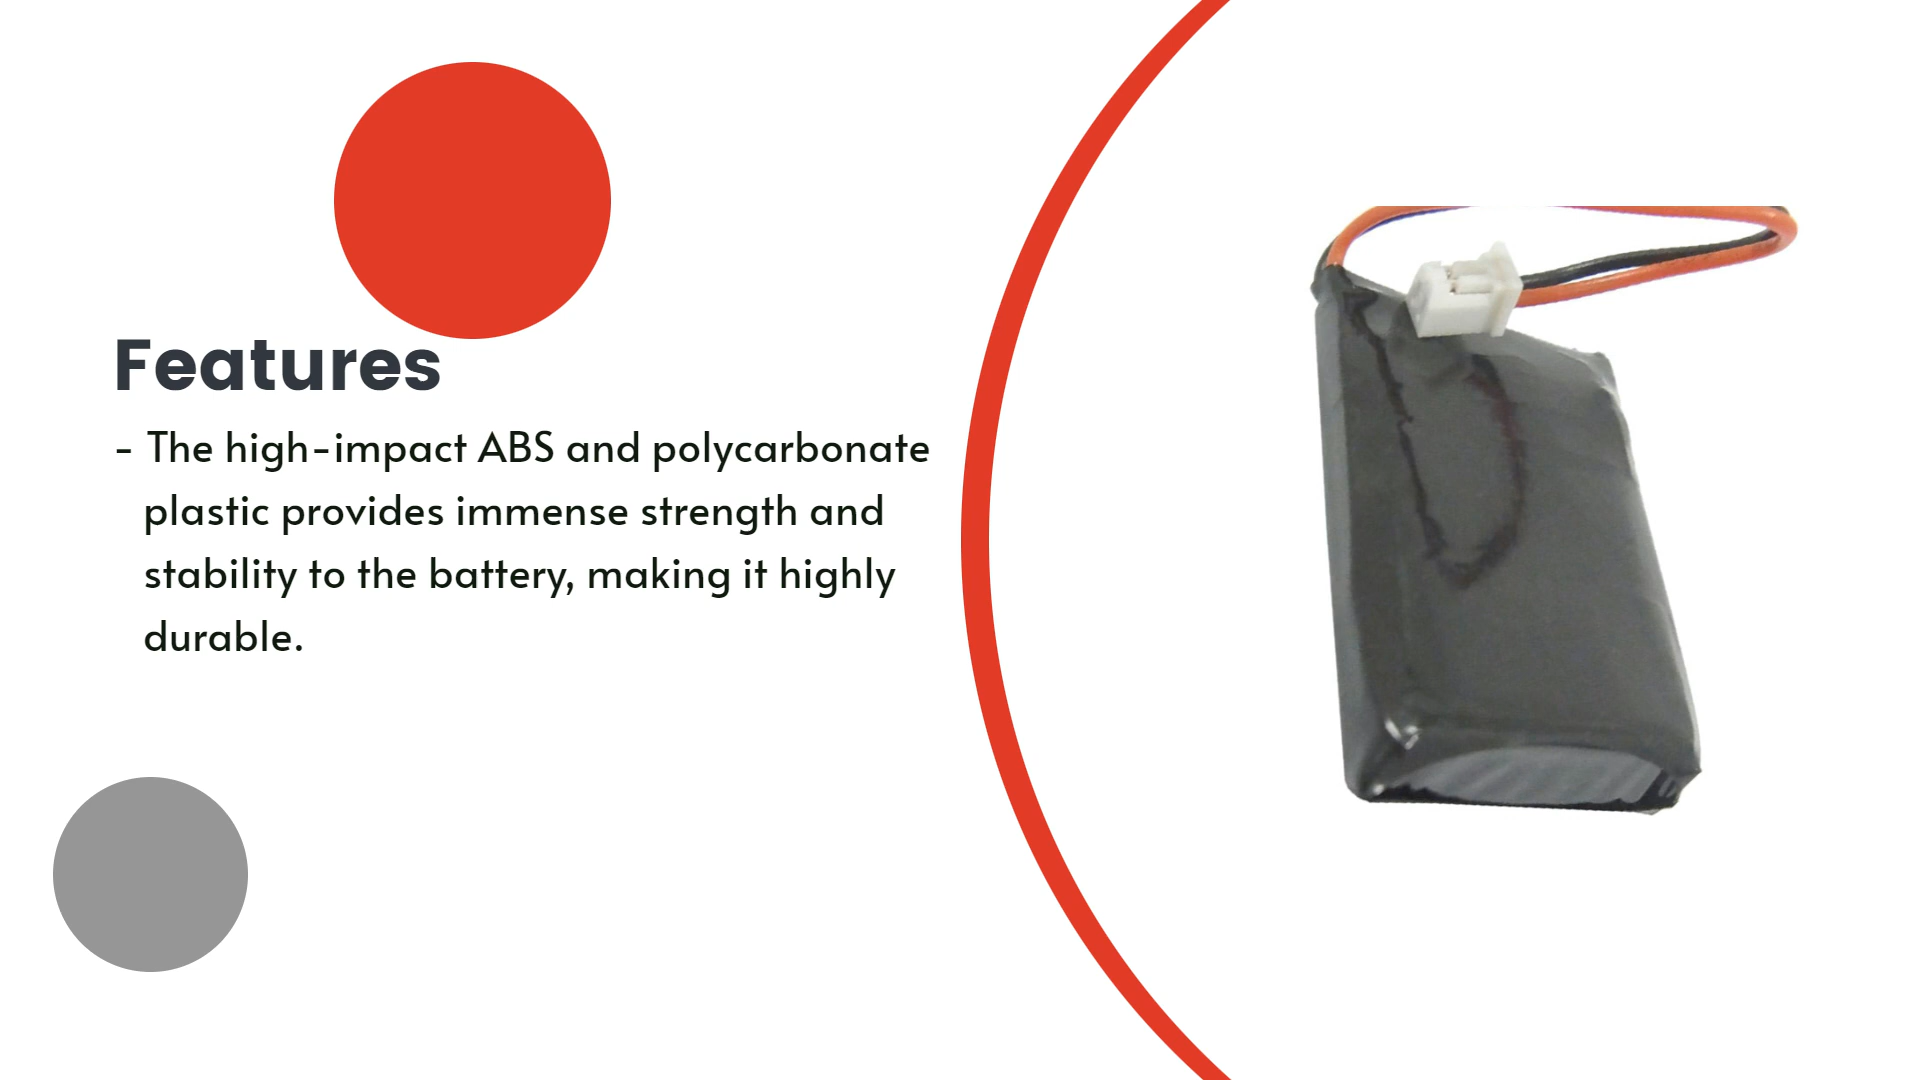 Features
- The high-impact ABS and polycarbonate
plastic provides immense strength and
stability to the battery, making it highly
durable.